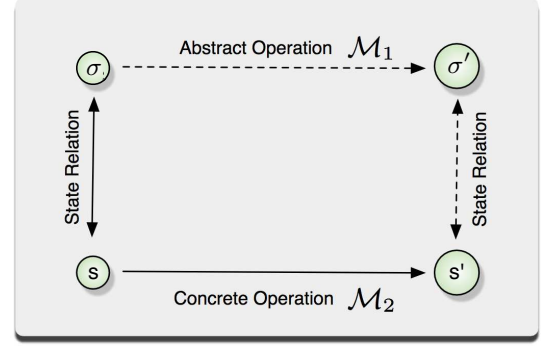 Abstract Operation ℳ₁
σ
σ'
State Relation
State Relation
s
s'
Concrete Operation ℳ₂